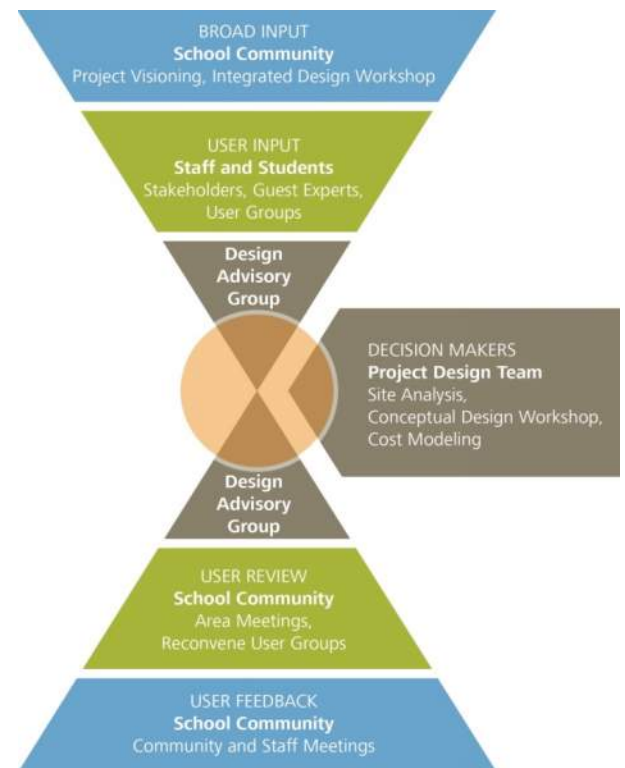 BROAD INPUT
School Community
Project Visioning, Integrated Design Workshop
USER INPUT
Staff and Students
Stakeholders, Guest Experts,
User Groups
Design
Advisory
Group
DECISION MAKERS
Project Design Team
Site Analysis,
Conceptual Design Workshop,
Cost Modeling
Design
Advisory
Group
USER REVIEW
School Community
Area Meetings,
Reconvene User Groups
USER FEEDBACK
School Community
Community and Staff Meetings